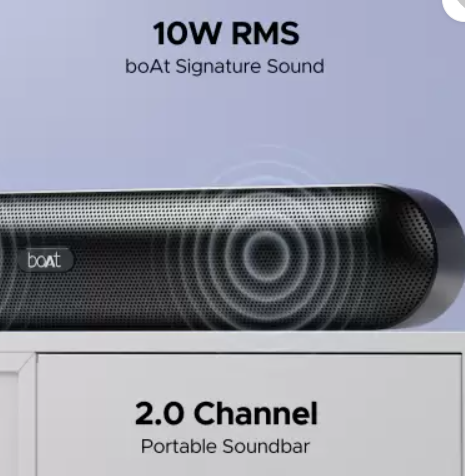 10W RMS
boAt Signature Sound
boAt
2.0 Channel
Portable Soundbar